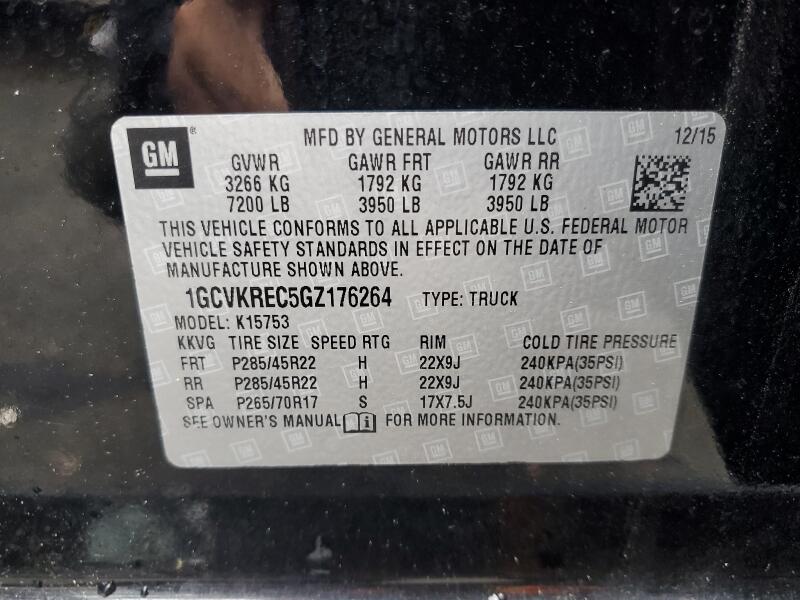 GM ® MFD BY GENERAL MOTORS LLC 12/15
GVWR GAWR FRT GAWR RR
3266 KG 1792 KG 1792 KG
7200 LB 3950 LB 3950 LB
THIS VEHICLE CONFORMS TO ALL APPLICABLE U.S. FEDERAL MOTOR
VEHICLE SAFETY STANDARDS IN EFFECT ON THE DATE OF
MANUFACTURE SHOWN ABOVE.
1GCVKREC5GZ176264 TYPE: TRUCK
MODEL: K15753
KKVG TIRE SIZE SPEED RTG RIM COLD TIRE PRESSURE
FRT P285/45R22 H 22X9J 240KPA(35PSI)
RR P285/45R22 H 22X9J 240KPA(35PSI)
SPA P265/70R17 S 17X7.5J 240KPA(35PSI)
SEE OWNER'S MANUAL FOR MORE INFORMATION.